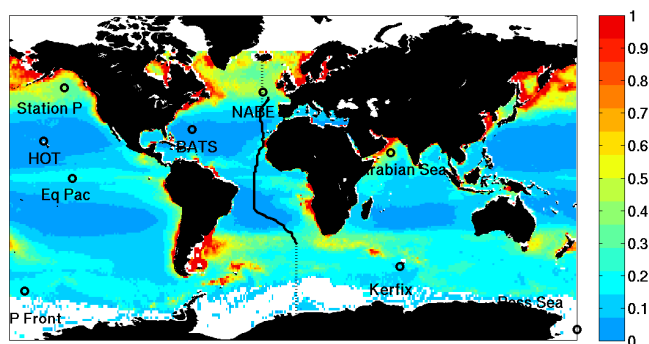 1
0.9
0.8
0.7
0.6
0.5
0.4
0.3
0.2
0.1
0
Station P
NABE
HOT
BATS
Arabian Sea
Eq Pac
Kerfix
Ross Sea
P Front